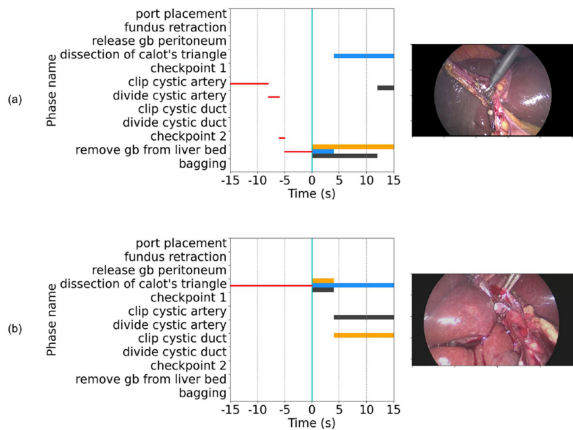 (a)
Phase name
port placement
fundus retraction
release gb peritoneum
dissection of calot's triangle
checkpoint 1
clip cystic artery
divide cystic artery
clip cystic duct
divide cystic duct
checkpoint 2
remove gb from liver bed
bagging
-15 -10 -5 0 5 10 15
Time (s)
(b)
Phase name
port placement
fundus retraction
release gb peritoneum
dissection of calot's triangle
checkpoint 1
clip cystic artery
divide cystic artery
clip cystic duct
divide cystic duct
checkpoint 2
remove gb from liver bed
bagging
-15 -10 -5 0 5 10 15
Time (s)